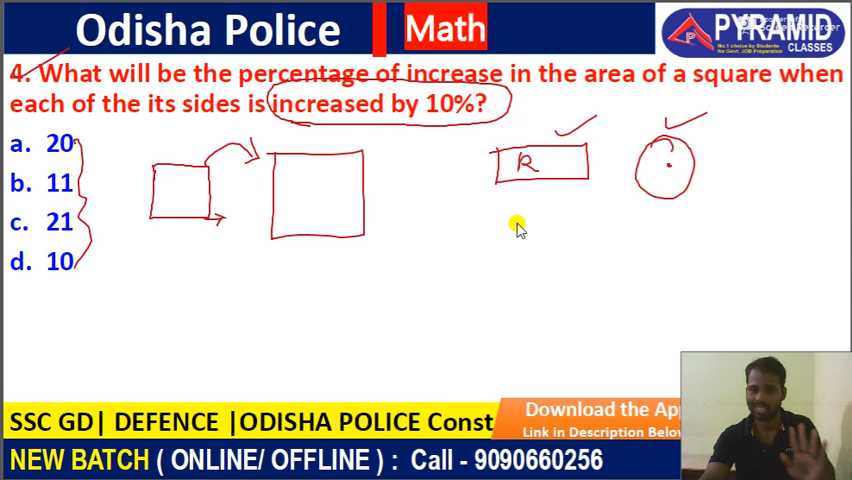 Odisha Police
Math
PYRAMID
CLASSES
No.1 choice by Students
for Govt. JOB Preparation
4. What will be the percentage of increase in the area of a square when
each of the its sides is increased by 10%?
a. 20
b. 11
c. 21
d. 10
R
SSC GD| DEFENCE |ODISHA POLICE Const
Download the Ap
Link in Description Below
NEW BATCH ( ONLINE/ OFFLINE ) : Call - 9090660256